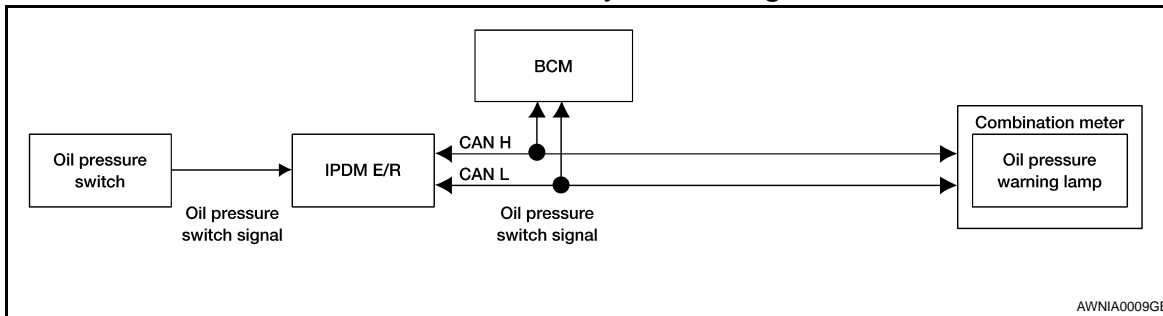 BCM
Oil pressure
switch
IPDM E/R
CAN H
CAN L
Combination meter
Oil pressure
warning lamp
Oil pressure
switch signal
Oil pressure
switch signal
AWNIA0009GB